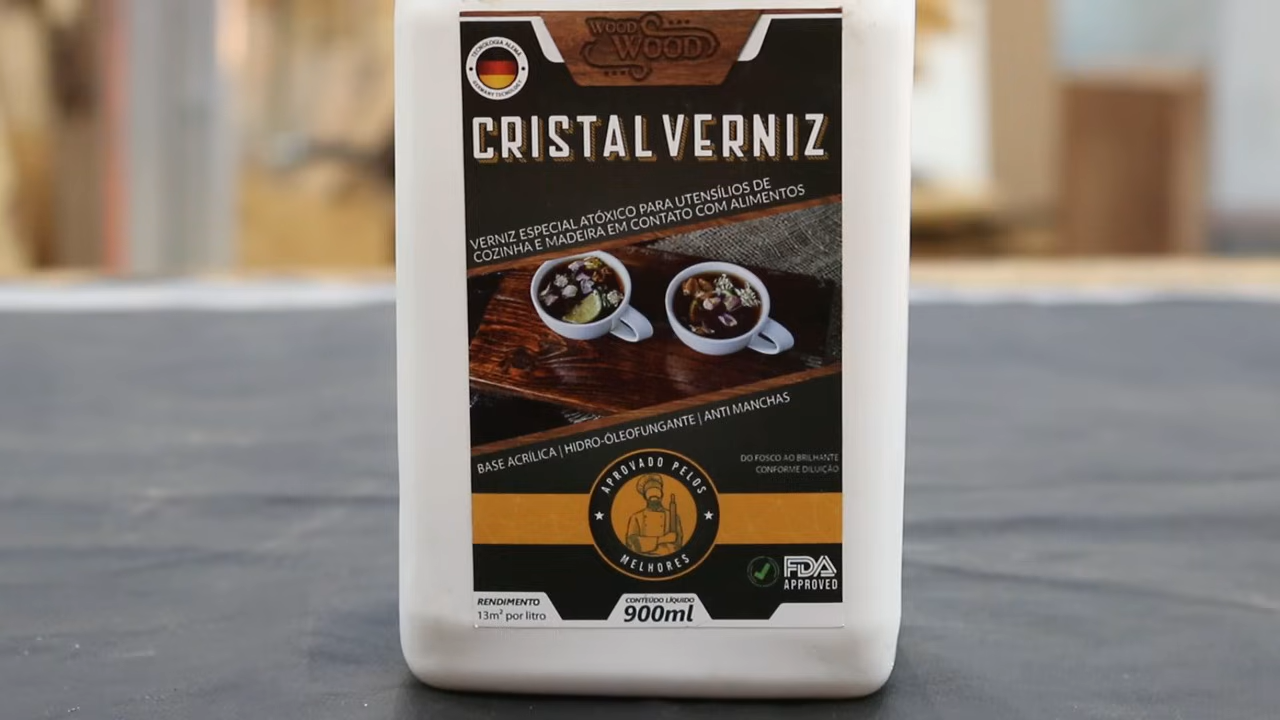 WOOD
WOOD
TECNOLOGIA ALEMÃ
GERMANY TECNOLOGY
CRISTAL VERNIZ
VERNIZ ESPECIAL ATÓXICO PARA UTENSÍLIOS DE
COZINHA E MADEIRA EM CONTATO COM ALIMENTOS
BASE ACRÍLICA | HIDRO-ÓLEOFUNGANTE | ANTI MANCHAS
DO FOSCO AO BRILHANTE
CONFORME DILUIÇÃO
APROVADO PELOS
MELHORES
FDA
APPROVED
RENDIMENTO
13m² por litro
CONTEÚDO LÍQUIDO
900ml